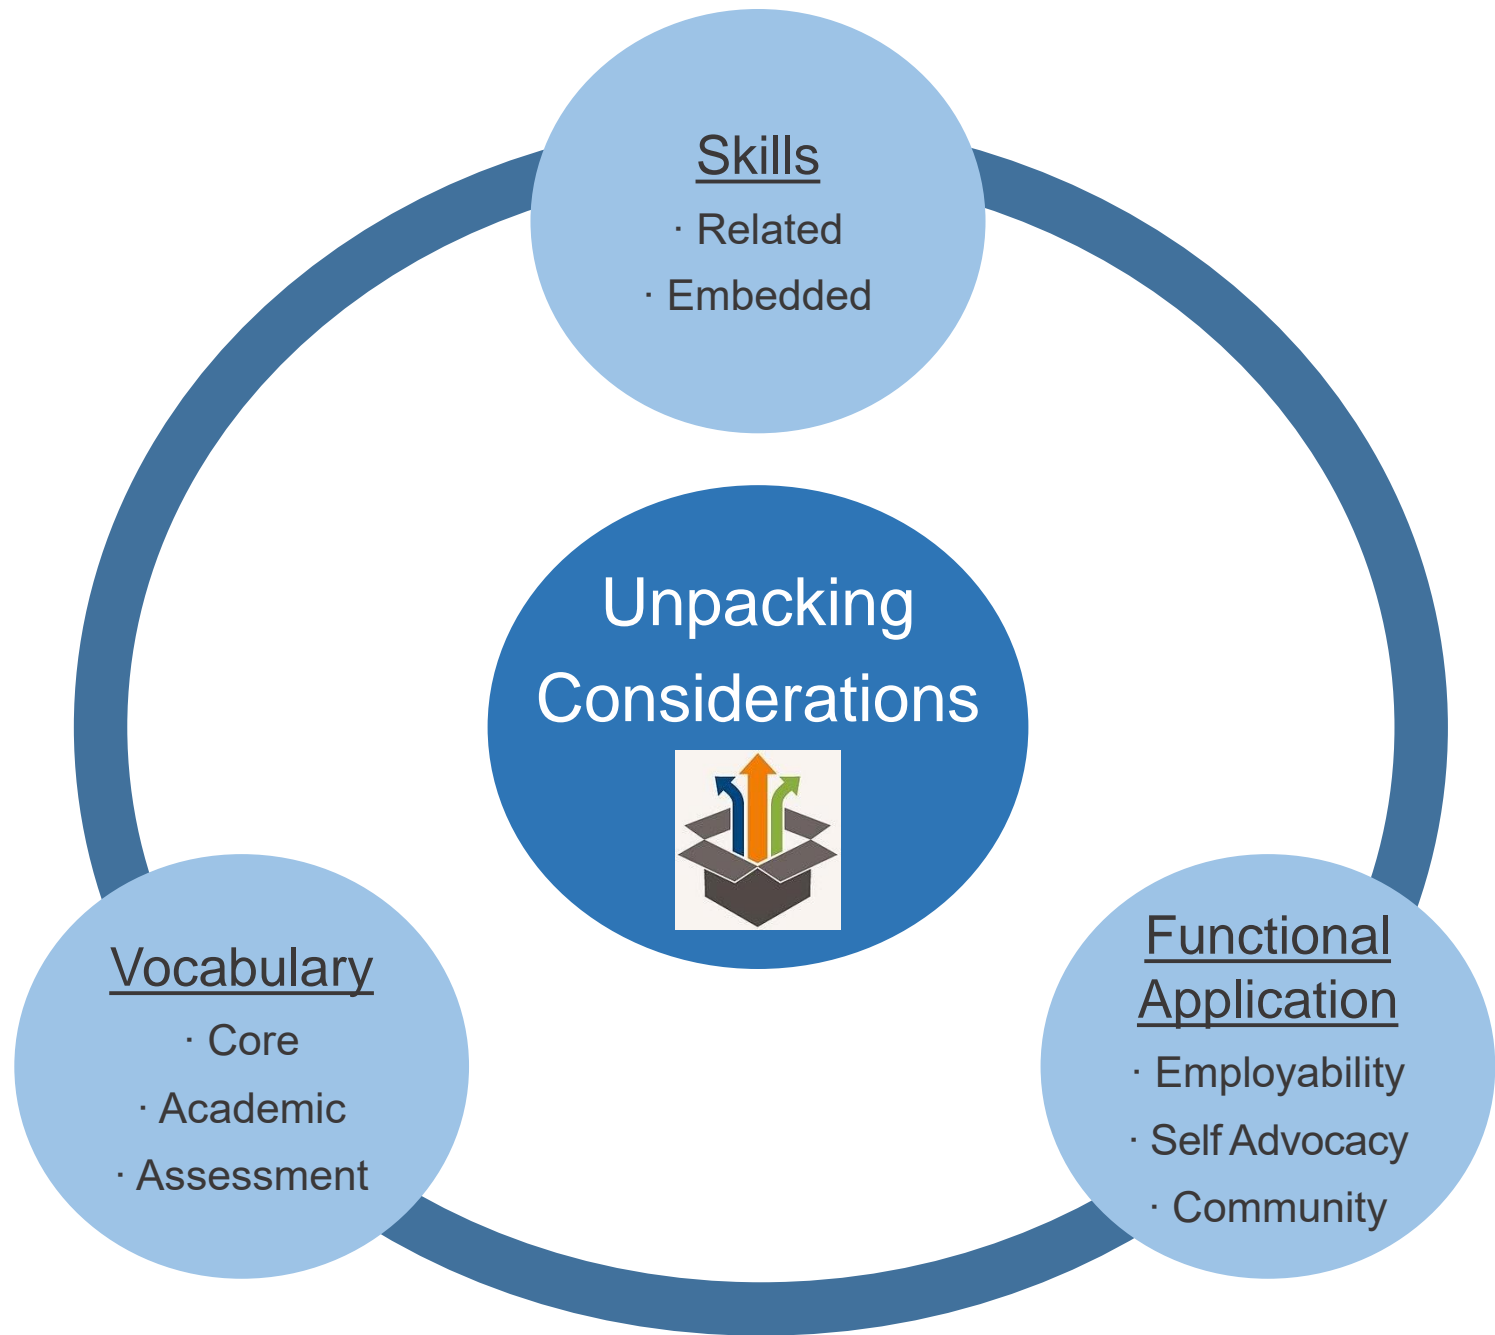 Skills
· Related
· Embedded
Unpacking
Considerations
Vocabulary
· Core
· Academic
· Assessment
Functional
Application
· Employability
· Self Advocacy
· Community